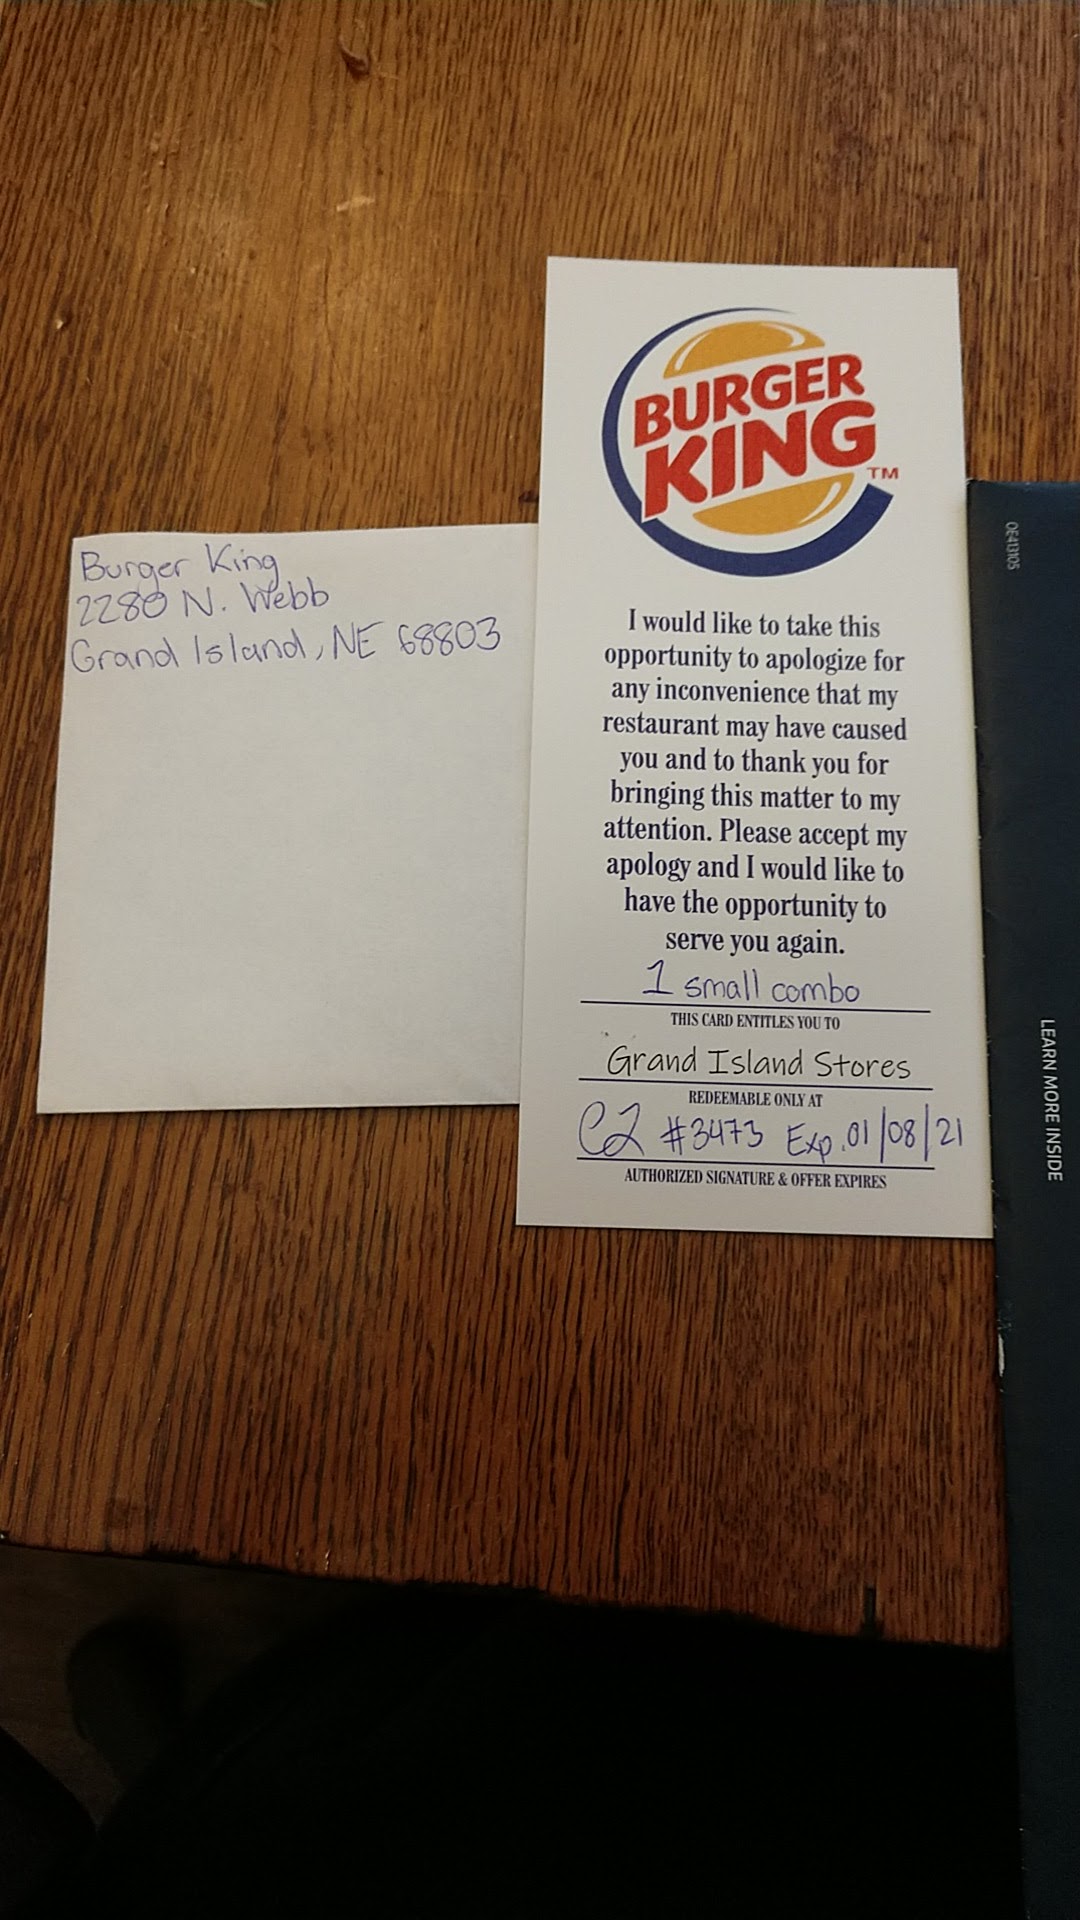 Burger King
2280 N. Webb
Grand Island, NE 68803
BURGER
KING
TM
I would like to take this
opportunity to apologize for
any inconvenience that my
restaurant may have caused
you and to thank you for
bringing this matter to my
attention. Please accept my
apology and I would like to
have the opportunity to
serve you again.
1 small combo
THIS CARD ENTITLES YOU TO
Grand Island Stores
REDEEMABLE ONLY AT
#3473 Exp. 01/08/21
AUTHORIZED SIGNATURE & OFFER EXPIRES
OE413105
LEARN MORE INSIDE